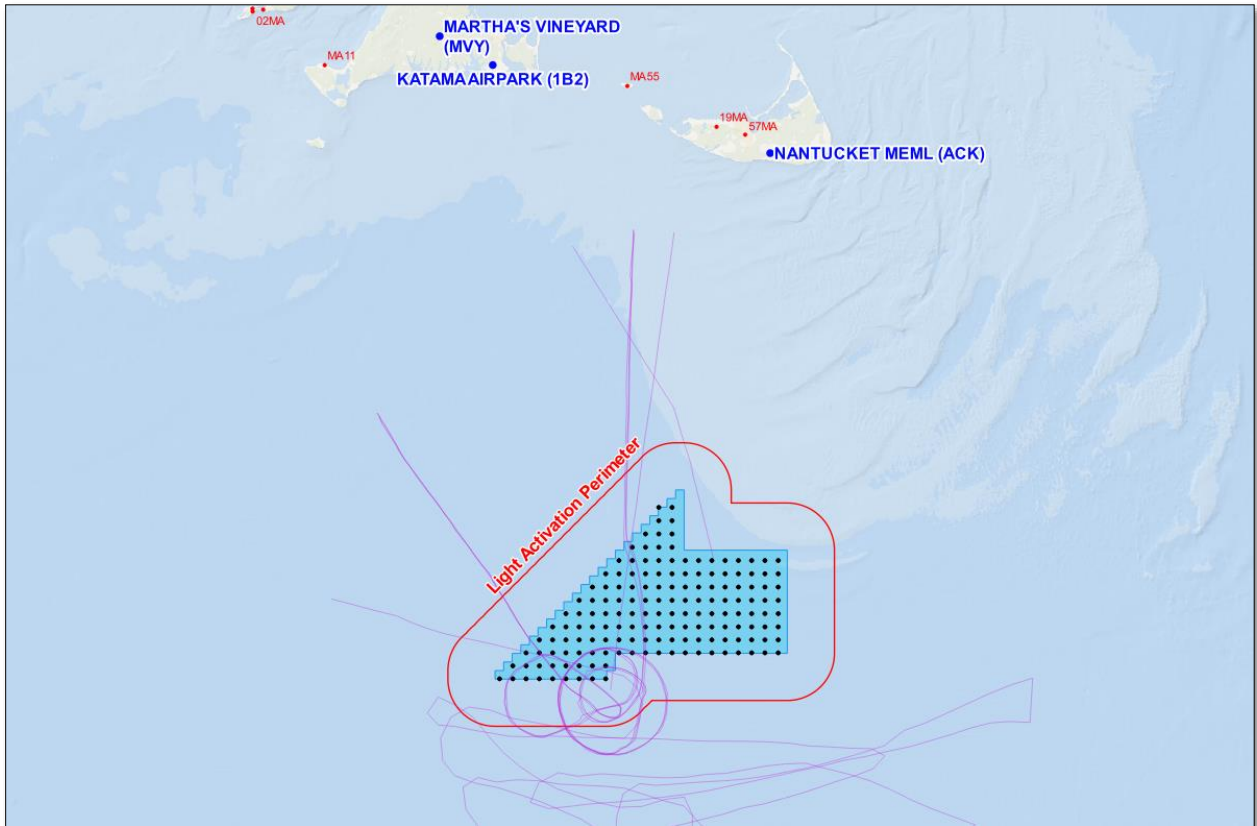 02MA
MARTHA'S VINEYARD
(MVY)
MA11
KATAMA AIRPARK (1B2)
MA55
19MA
57MA
NANTUCKET MEML (ACK)
Light Activation Perimeter